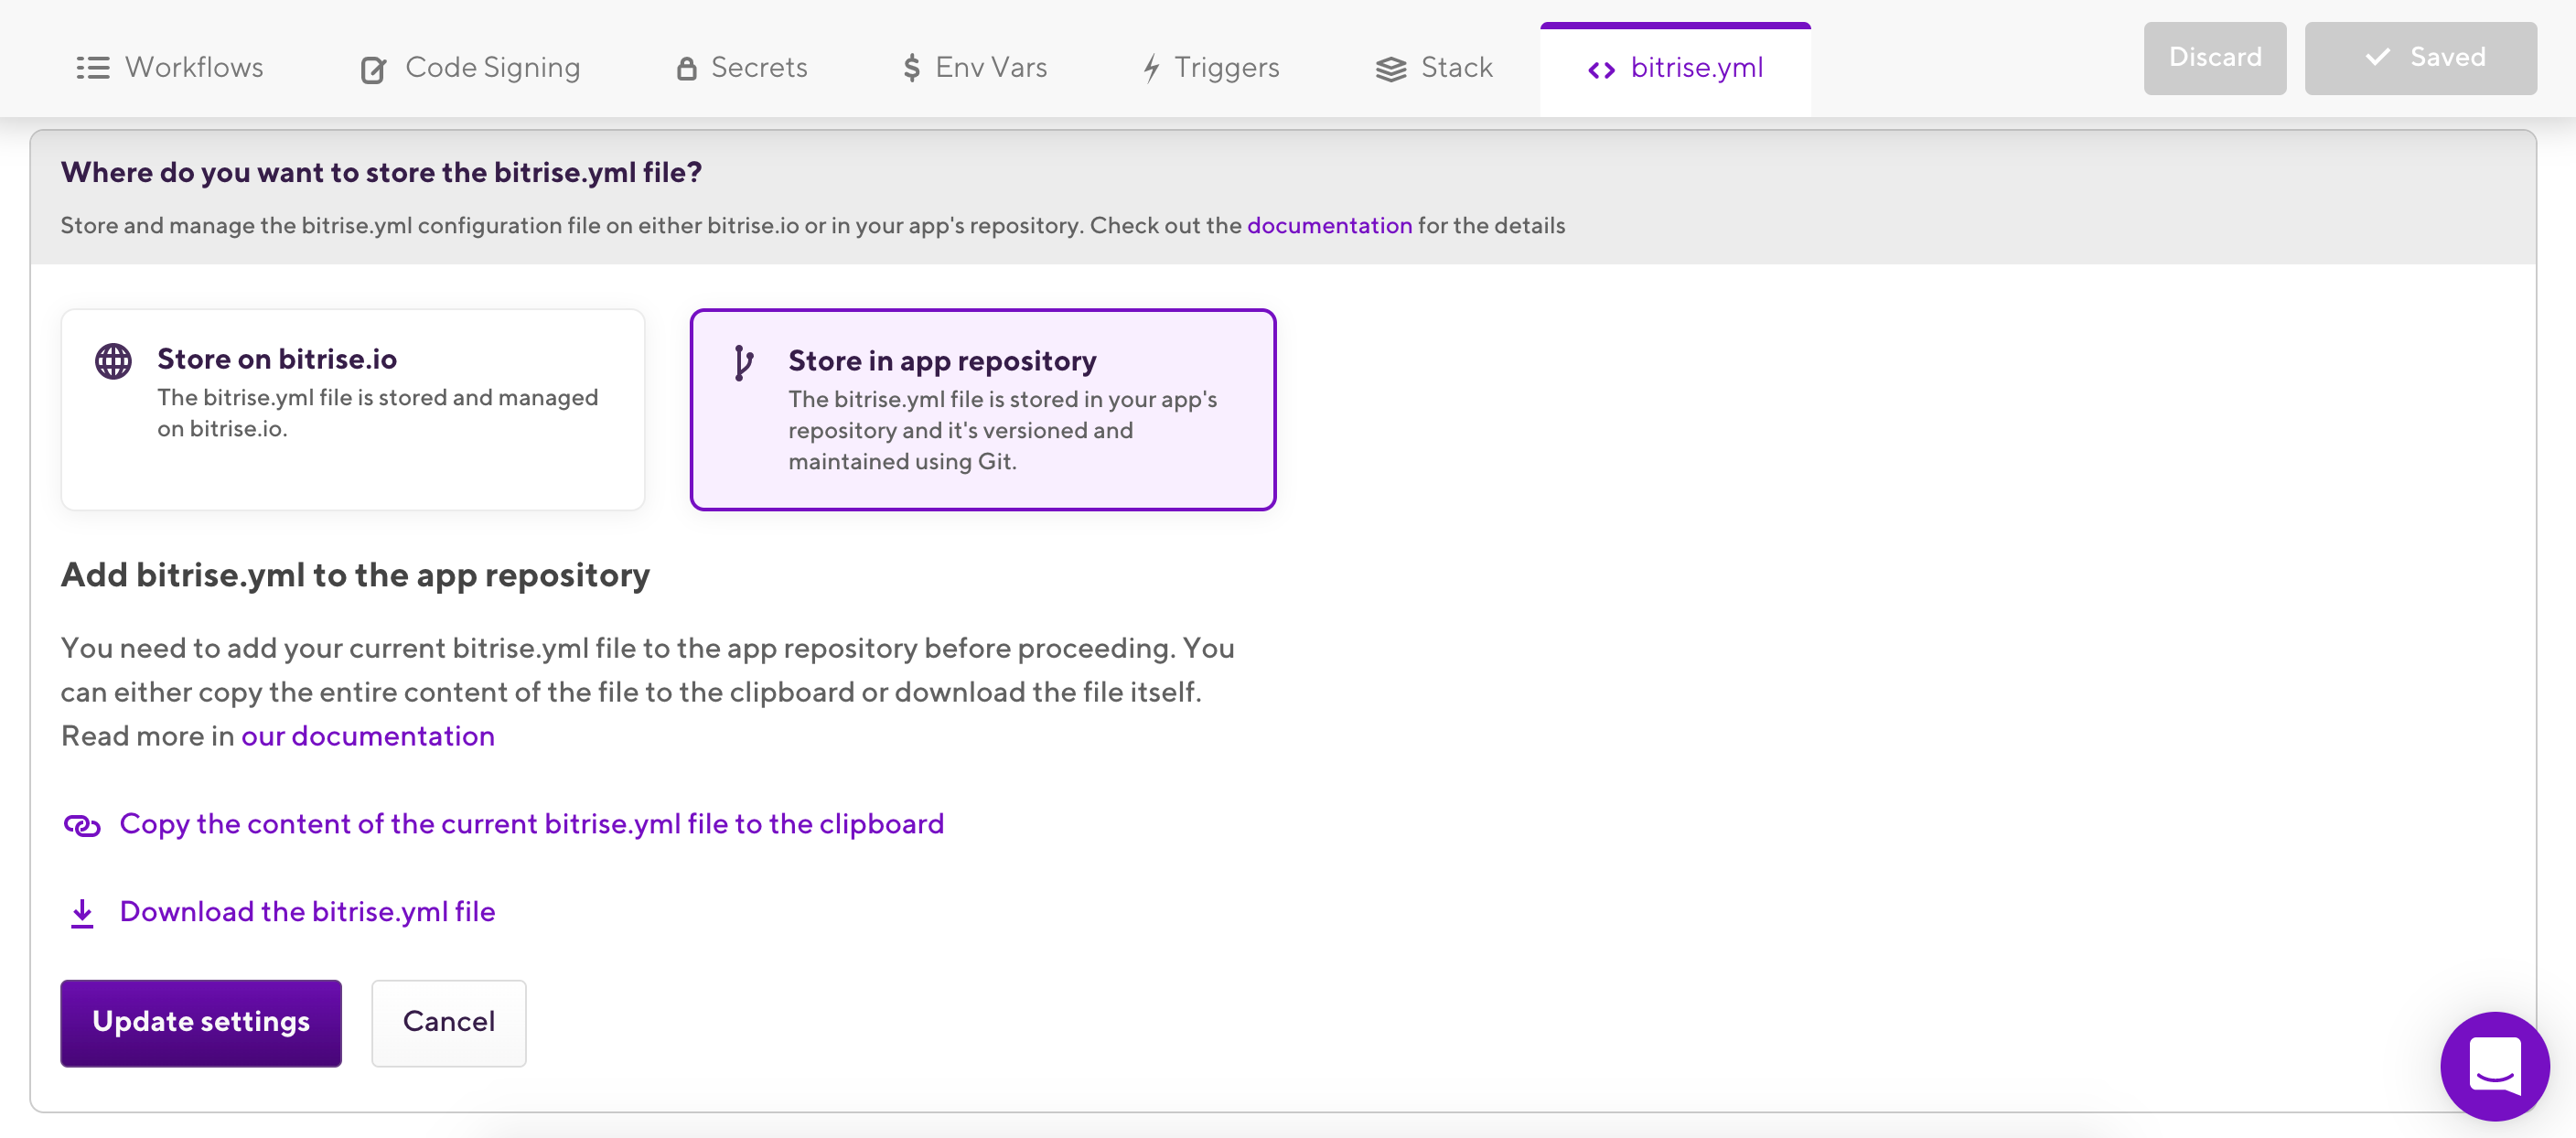 Workflows
Code Signing
Secrets
Env Vars
Triggers
Stack
bitrise.yml
Discard
Saved
Where do you want to store the bitrise.yml file?
Store and manage the bitrise.yml configuration file on either bitrise.io or in your app's repository. Check out the documentation for the details
Store on bitrise.io
The bitrise.yml file is stored and managed
on bitrise.io.
Store in app repository
The bitrise.yml file is stored in your app's
repository and it's versioned and
maintained using Git.
Add bitrise.yml to the app repository
You need to add your current bitrise.yml file to the app repository before proceeding. You
can either copy the entire content of the file to the clipboard or download the file itself.
Read more in our documentation
Copy the content of the current bitrise.yml file to the clipboard
Download the bitrise.yml file
Update settings
Cancel